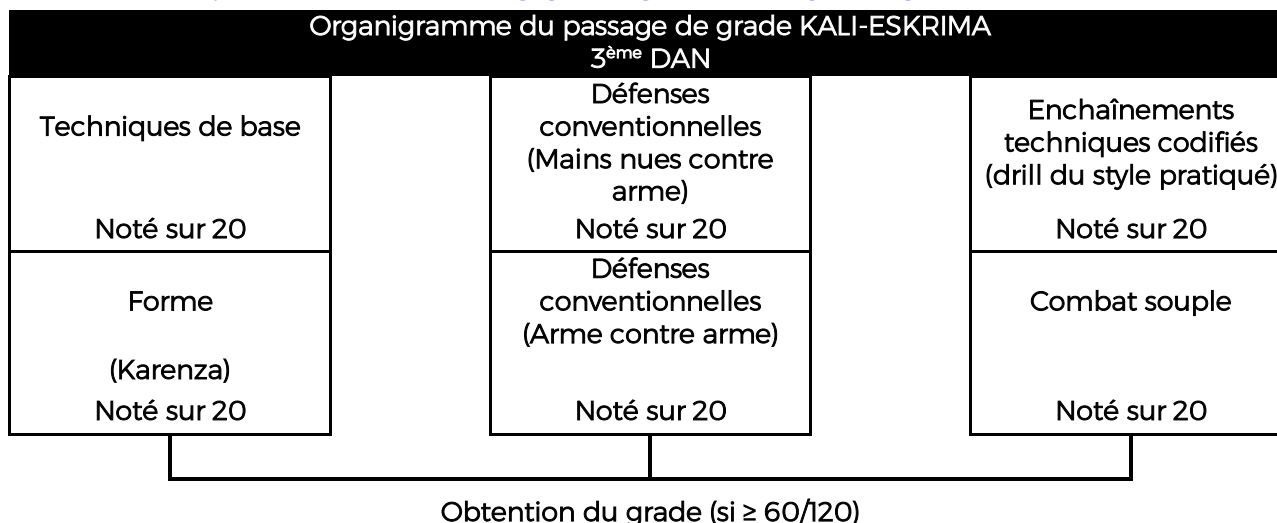 Organigramme du passage de grade KALI-ESKRIMA
3ème DAN
Techniques de base
Noté sur 20
Défenses
conventionnelles
(Mains nues contre
arme)
Noté sur 20
Enchaînements
techniques codifiés
(drill du style pratiqué)
Noté sur 20
Forme
(Karenza)
Noté sur 20
Défenses
conventionnelles
(Arme contre arme)
Noté sur 20
Combat souple
Noté sur 20
Obtention du grade (si ≥ 60/120)